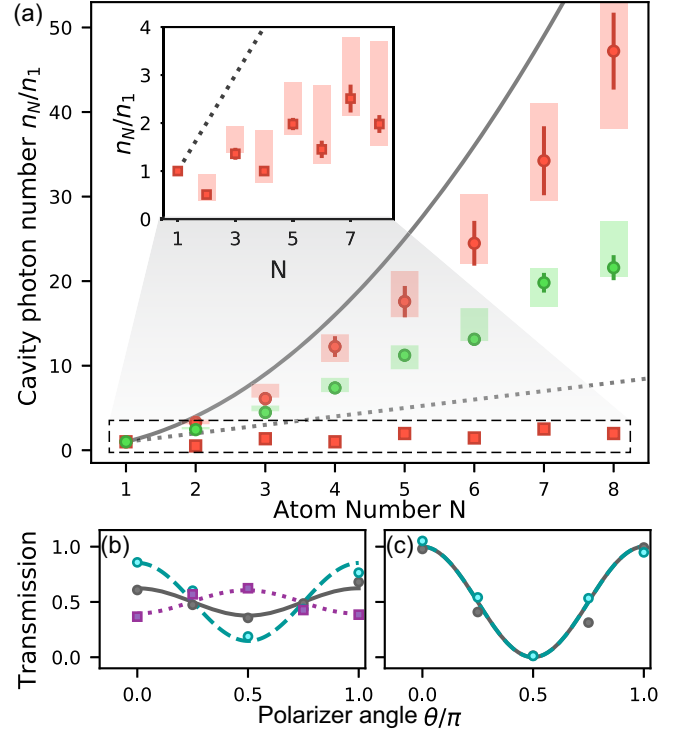 (a)
Cavity photon number n_N/n_1
50
40
30
20
10
0
n_N/n_1
4
3
2
1
0
1 3 5 7
N
1 2 3 4 5 6 7 8
Atom Number N
(b)
(c)
Transmission
1.0
0.5
0.0
0.0 0.5 1.0
0.0 0.5 1.0
Polarizer angle θ/π